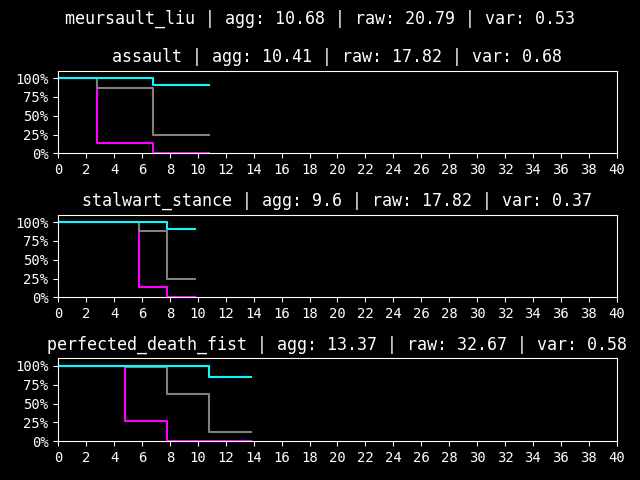 meursault_liu | agg: 10.68 | raw: 20.79 | var: 0.53
assault | agg: 10.41 | raw: 17.82 | var: 0.68
100%
75%
50%
25%
0%
0 2 4 6 8 10 12 14 16 18 20 22 24 26 28 30 32 34 36 38 40
stalwart_stance | agg: 9.6 | raw: 17.82 | var: 0.37
100%
75%
50%
25%
0%
0 2 4 6 8 10 12 14 16 18 20 22 24 26 28 30 32 34 36 38 40
perfected_death_fist | agg: 13.37 | raw: 32.67 | var: 0.58
100%
75%
50%
25%
0%
0 2 4 6 8 10 12 14 16 18 20 22 24 26 28 30 32 34 36 38 40